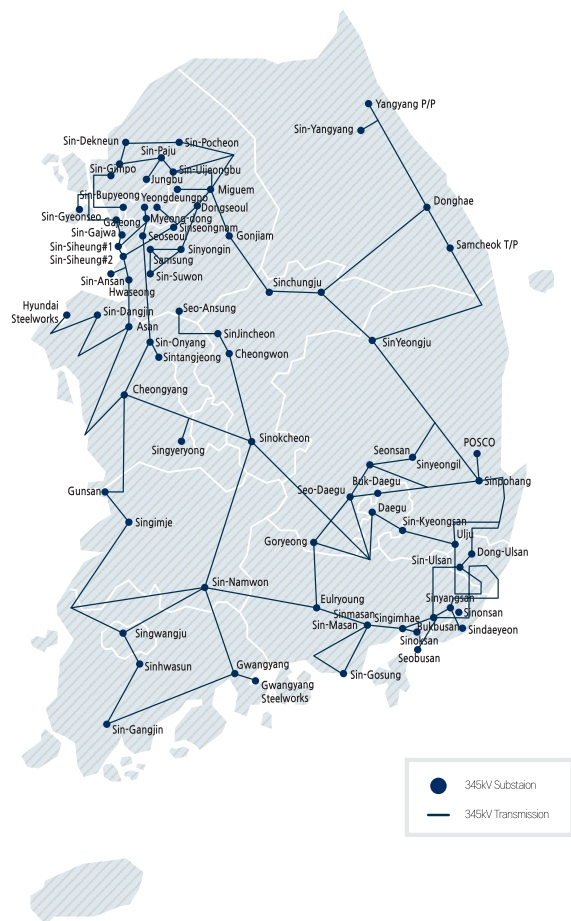 Yangyang P/P
Sin-Yangyang
Sin-Dekneun
Sin-Pocheon
Sin-Paju
Sin-Gimpo
Sin-Uijeongbu
Jungbu
Miguem
Sin-Bupyeong
Yeongdeungpo
Dongseoul
Donghae
Sin-Gyeonseo
Gajeong
Myeong-dong
Sinseongnam
Sin-Gajwa
Seoseoul
Gonjiam
Sin-Siheung#1
Samcheok T/P
Sin-Siheung#2
Samsung
Sinyongin
Sin-Ansan
Sin-Suwon
Sinchungju
Hwaseong
Hyundai
Steelworks
Sin-Dangjin
Seo-Ansung
Asan
SinJincheon
Sin-Onyang
SinYeongju
Sintangjeong
Cheongwon
Cheongyang
Sinokcheon
POSCO
Singyeryong
Seonsan
Sinyeongil
Buk-Daegu
Sinpohang
Gunsan
Seo-Daegu
Daegu
Singimje
Sin-Kyeongsan
Ulju
Goryeong
Dong-Ulsan
Sin-Ulsan
Sin-Namwon
Eulryoung
Sinyangsan
Sinmasan
Singimhae
Sinonsan
Sin-Masan
Bukbusan
Sindaeyeon
Singwangju
Sinoksan
Seobusan
Sinhwasun
Gwangyang
Sin-Gosung
Gwangyang
Steelworks
Sin-Gangjin
345kV Substaion
345kV Transmission